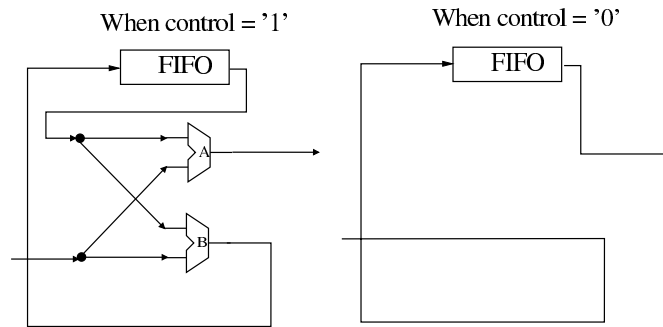 When control = '1'
FIFO
A
B
When control = '0'
FIFO